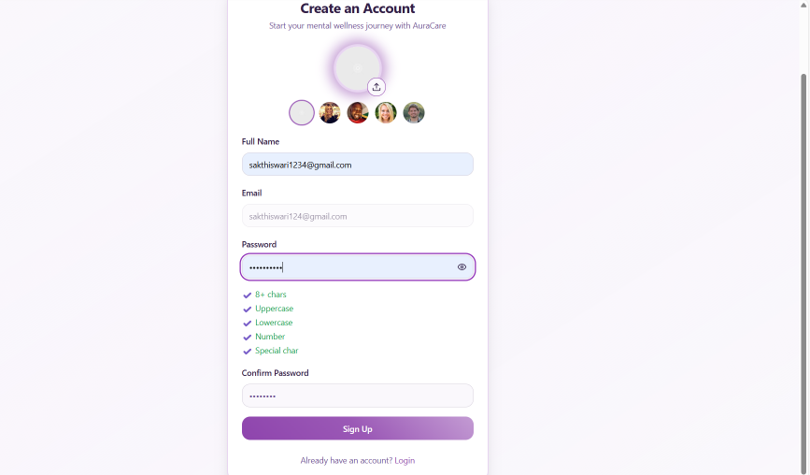 Create an Account
Start your mental wellness journey with AuraCare
Full Name
sakthiswari1234@gmail.com
Email
sakthiswari124@gmail.com
Password
••••••••••
8+ chars
Uppercase
Lowercase
Number
Special char
Confirm Password
••••••••
Sign Up
Already have an account? Login